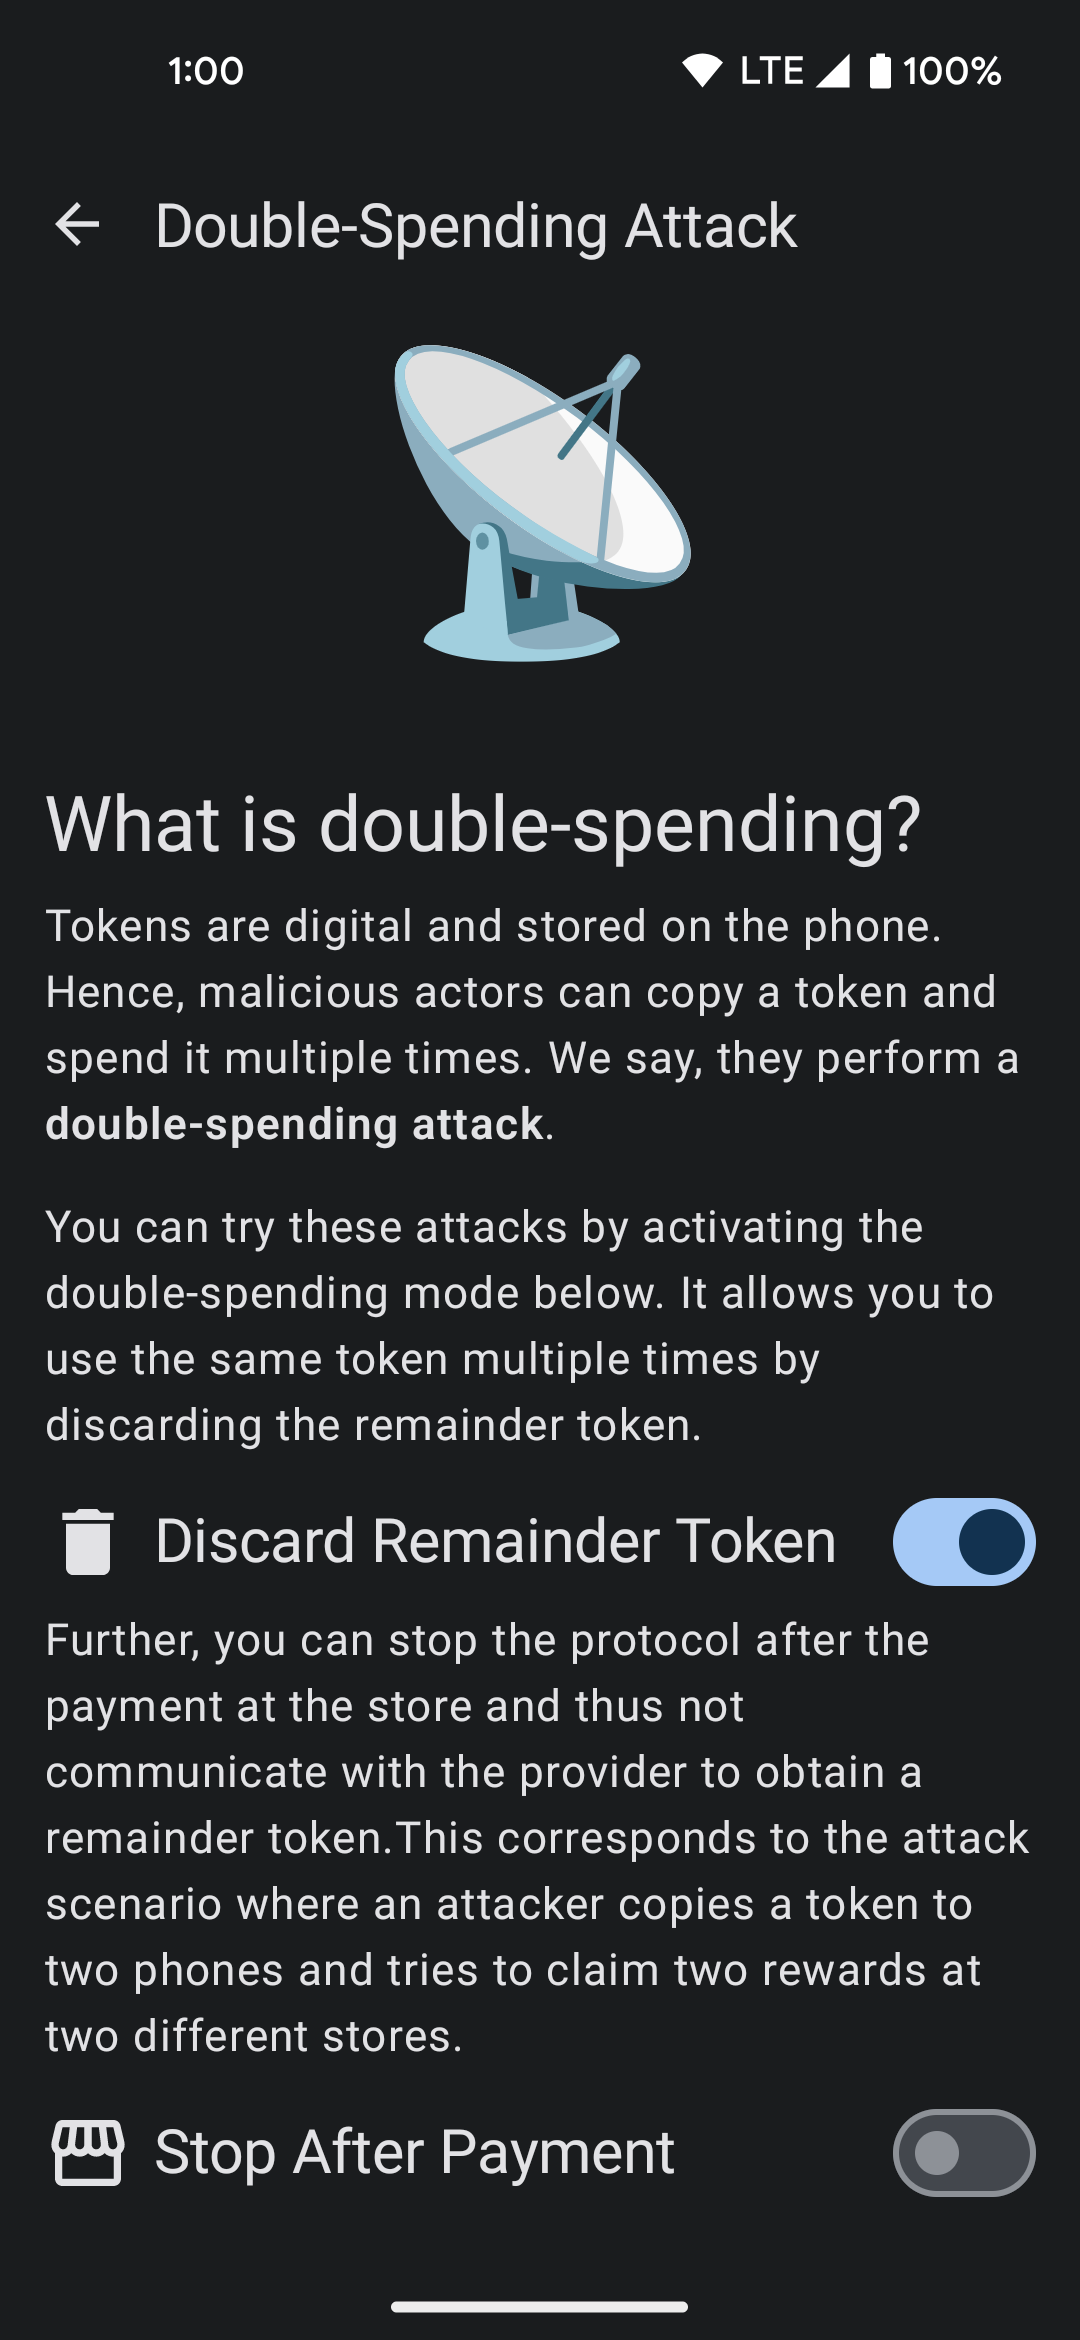 1:00
LTE 100%
Double-Spending Attack
What is double-spending?
Tokens are digital and stored on the phone.
Hence, malicious actors can copy a token and
spend it multiple times. We say, they perform a
double-spending attack.
You can try these attacks by activating the
double-spending mode below. It allows you to
use the same token multiple times by
discarding the remainder token.
Discard Remainder Token
Further, you can stop the protocol after the
payment at the store and thus not
communicate with the provider to obtain a
remainder token.This corresponds to the attack
scenario where an attacker copies a token to
two phones and tries to claim two rewards at
two different stores.
Stop After Payment